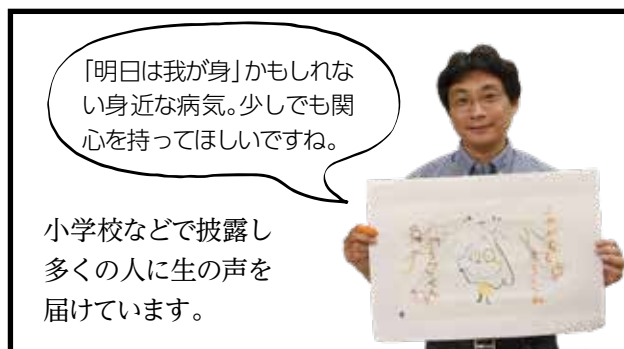 「明日は我が身」かもしれな
い身近な病気。少しでも関
心を持ってほしいですね。
小学校などで披露し
多くの人に生の声を
届けています。